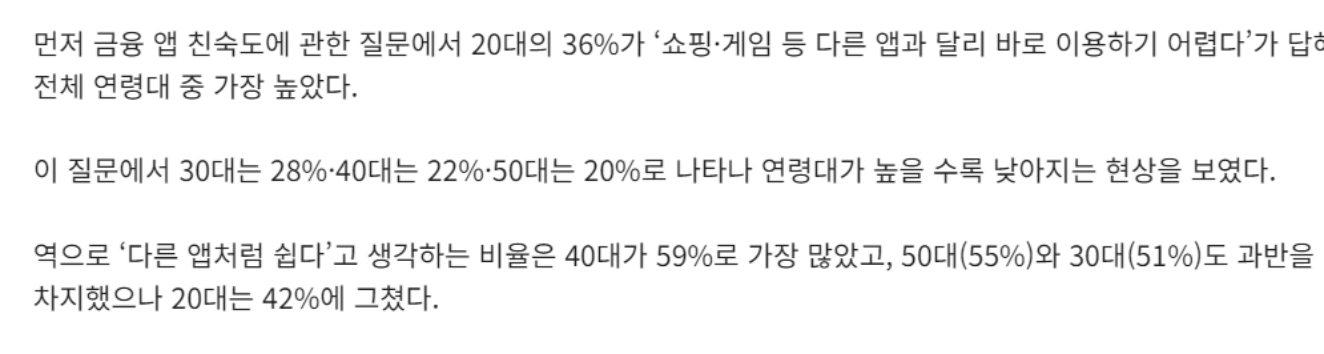 먼저 금융 앱 친숙도에 관한 질문에서 20대의 36%가 ‘쇼핑·게임 등 다른 앱과 달리 바로 이용하기 어렵다’가 답
전체 연령대 중 가장 높았다.
이 질문에서 30대는 28%·40대는 22%·50대는 20%로 나타나 연령대가 높을 수록 낮아지는 현상을 보였다.
역으로 ‘다른 앱처럼 쉽다’고 생각하는 비율은 40대가 59%로 가장 많았고, 50대(55%)와 30대(51%)도 과반을
차지했으나 20대는 42%에 그쳤다.